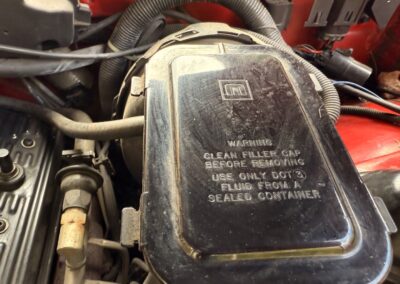 WARNING
CLEAN FILLER CAP
BEFORE REMOVING
USE ONLY DOT 3
FLUID FROM A
SEALED CONTAINER